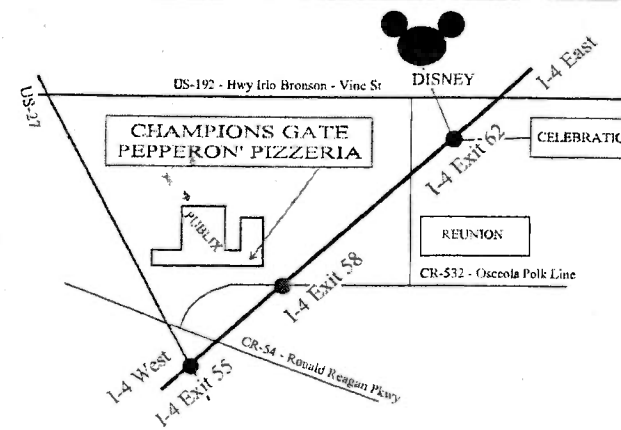 I-4 East
DISNEY
US-192 - Hwy Irlo Bronson - Vine St
US-27
CHAMPIONS GATE
PEPPERON' PIZZERIA
I-4 Exit 62
CELEBRATIO
PUBLIX
REUNION
CR-532 - Osceola Polk Line
I-4 Exit 58
CR-54 - Ronald Reagan Pkwy
I-4 West
I-4 Exit 55